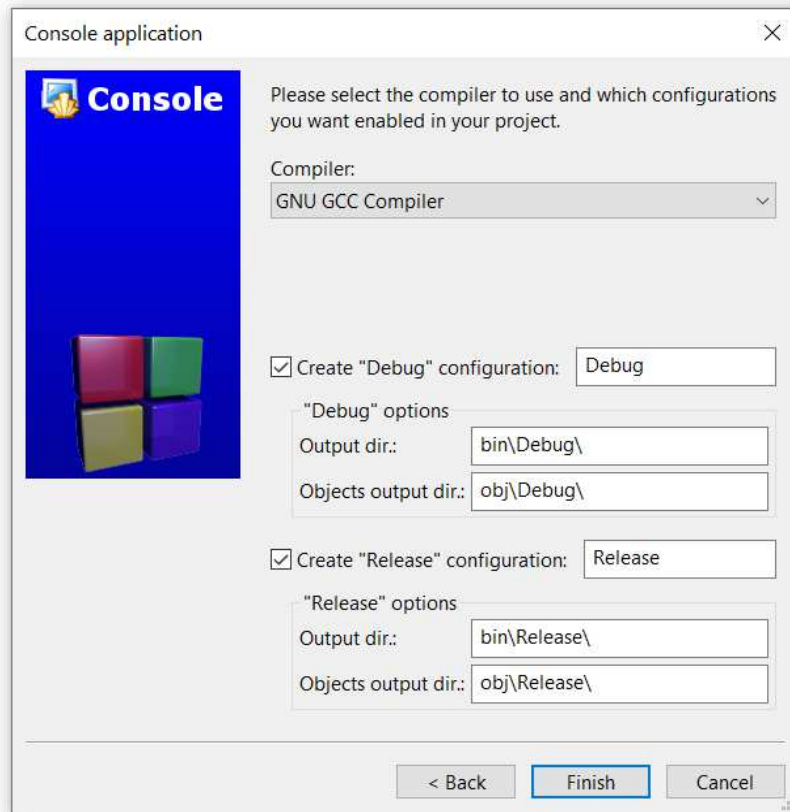 Console application
Console
Please select the compiler to use and which configurations
you want enabled in your project.
Compiler:
GNU GCC Compiler
Create "Debug" configuration: Debug
"Debug" options
Output dir.: bin\Debug\
Objects output dir.: obj\Debug\
Create "Release" configuration: Release
"Release" options
Output dir.: bin\Release\
Objects output dir.: obj\Release\
< Back Finish Cancel